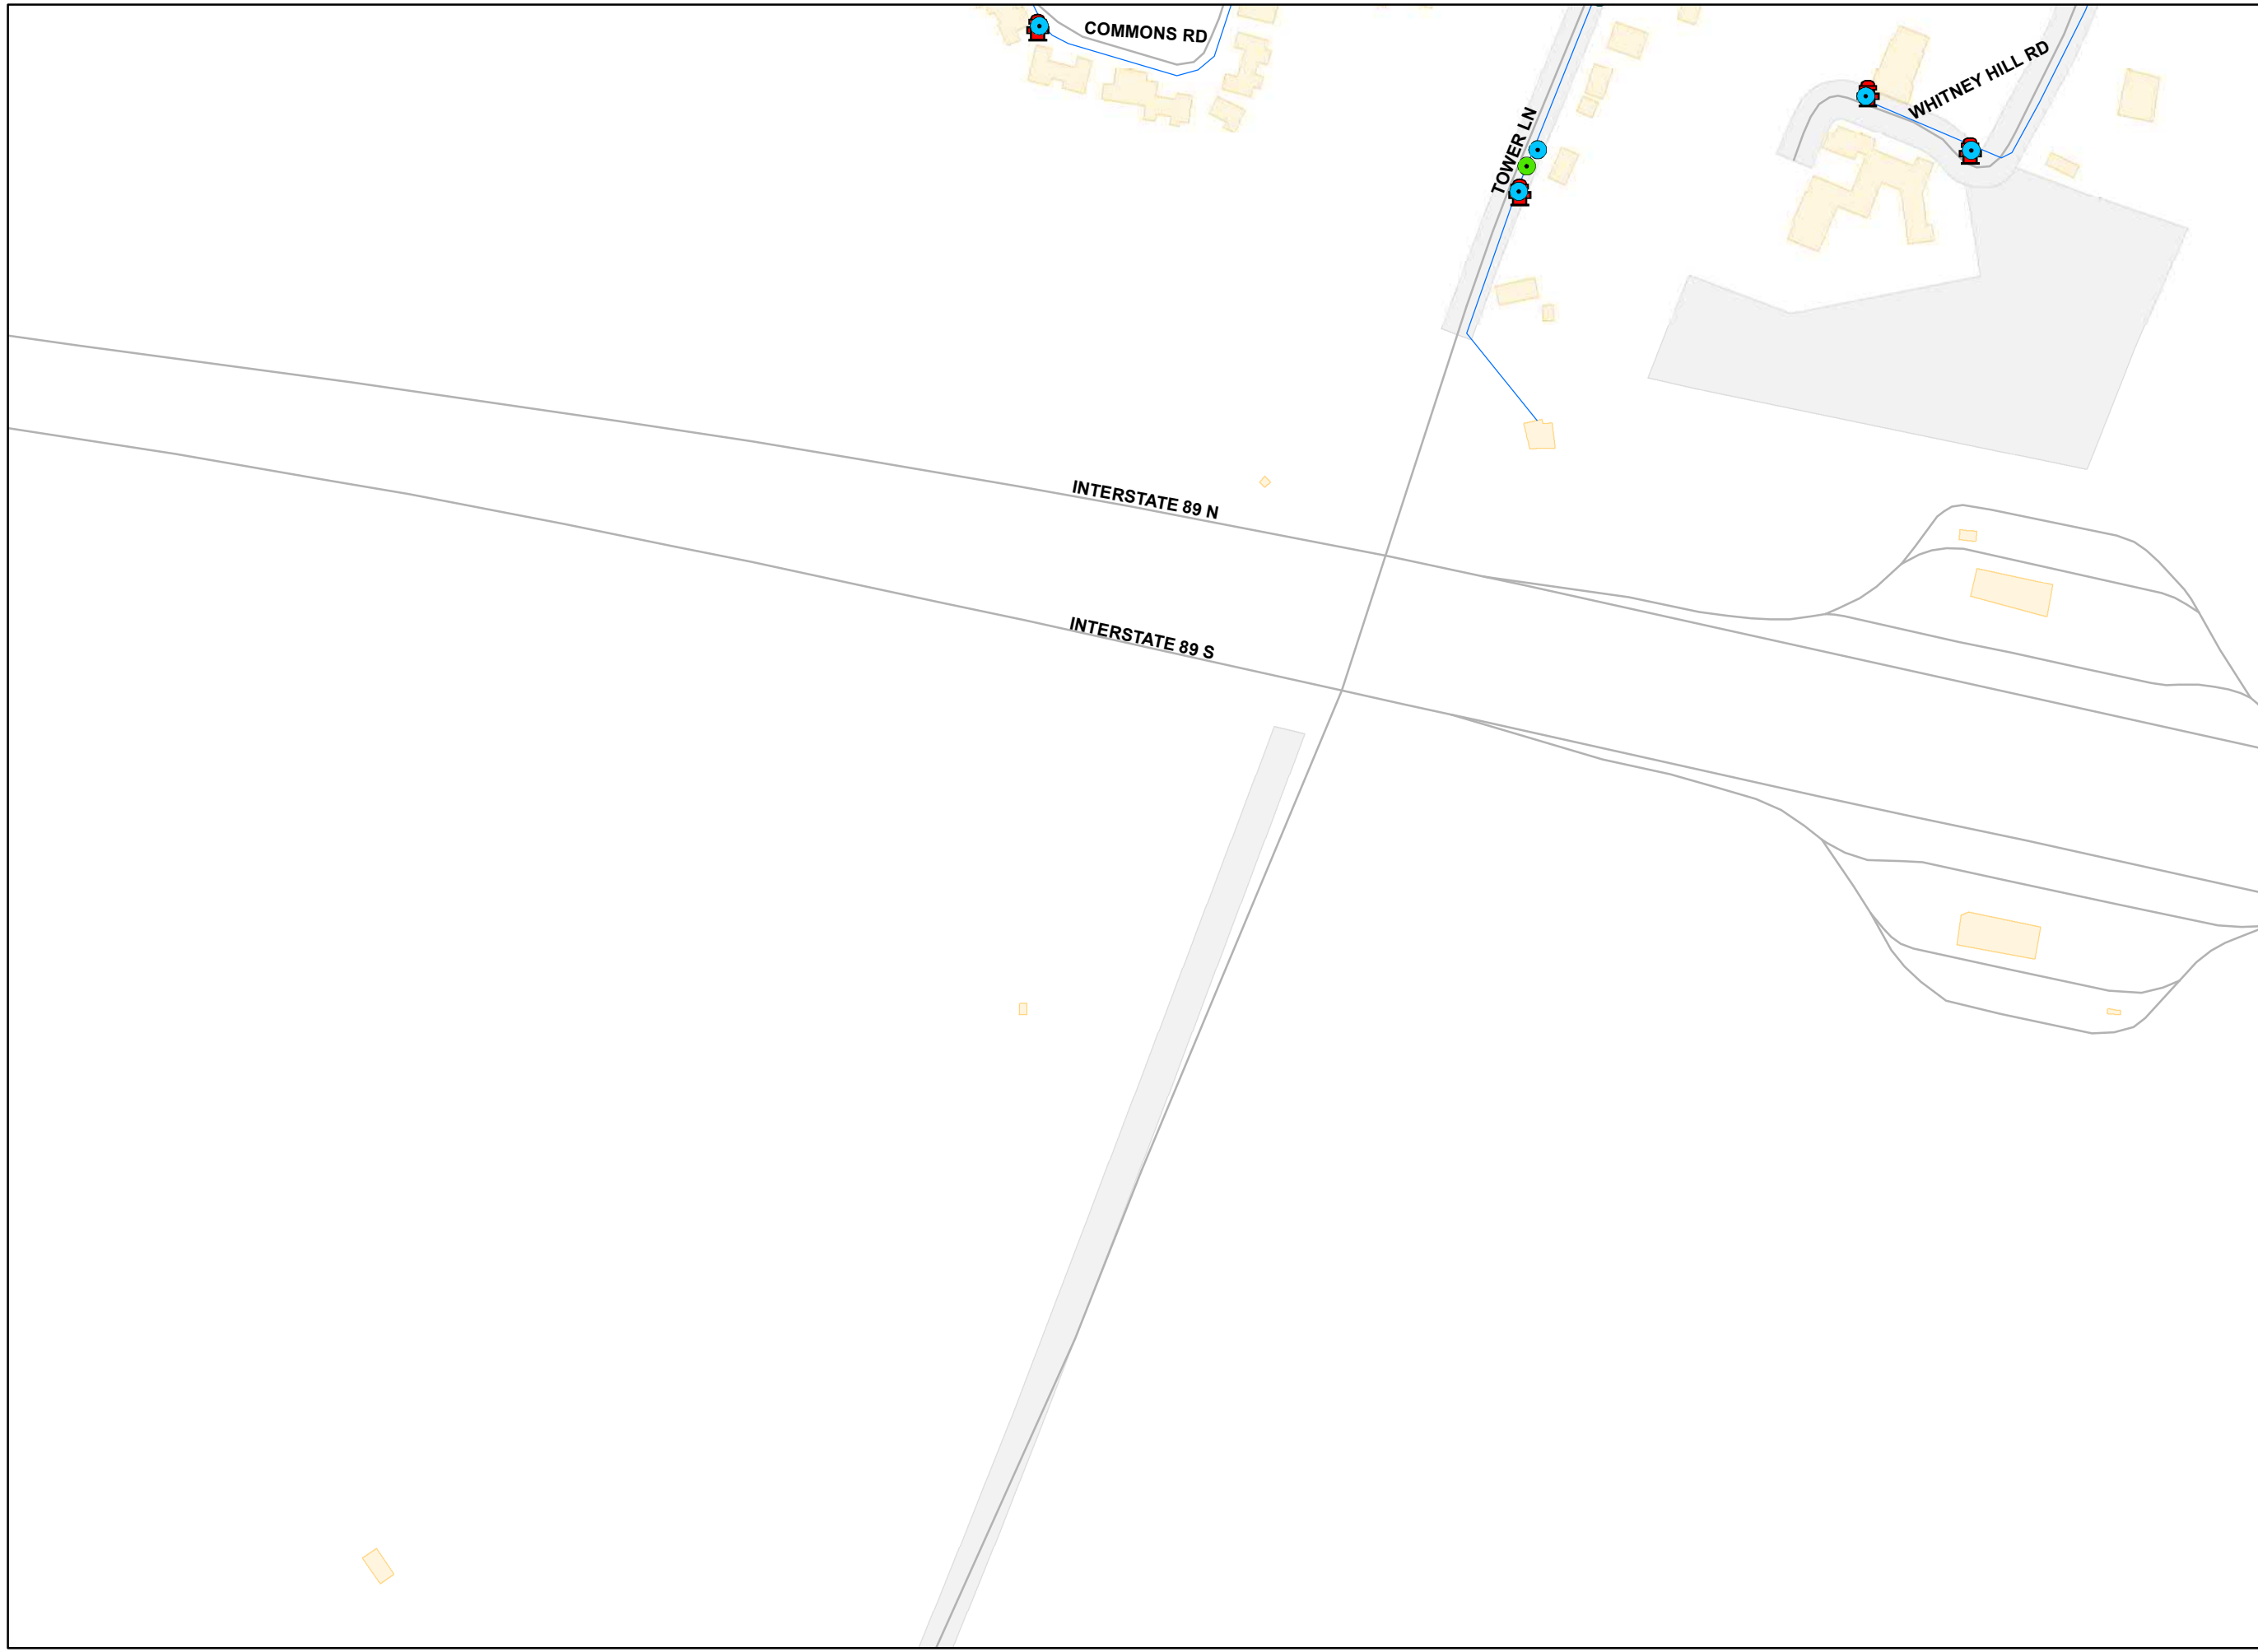 COMMONS RD
WHITNEY HILL RD
TOWER LN
INTERSTATE 89 N
INTERSTATE 89 S